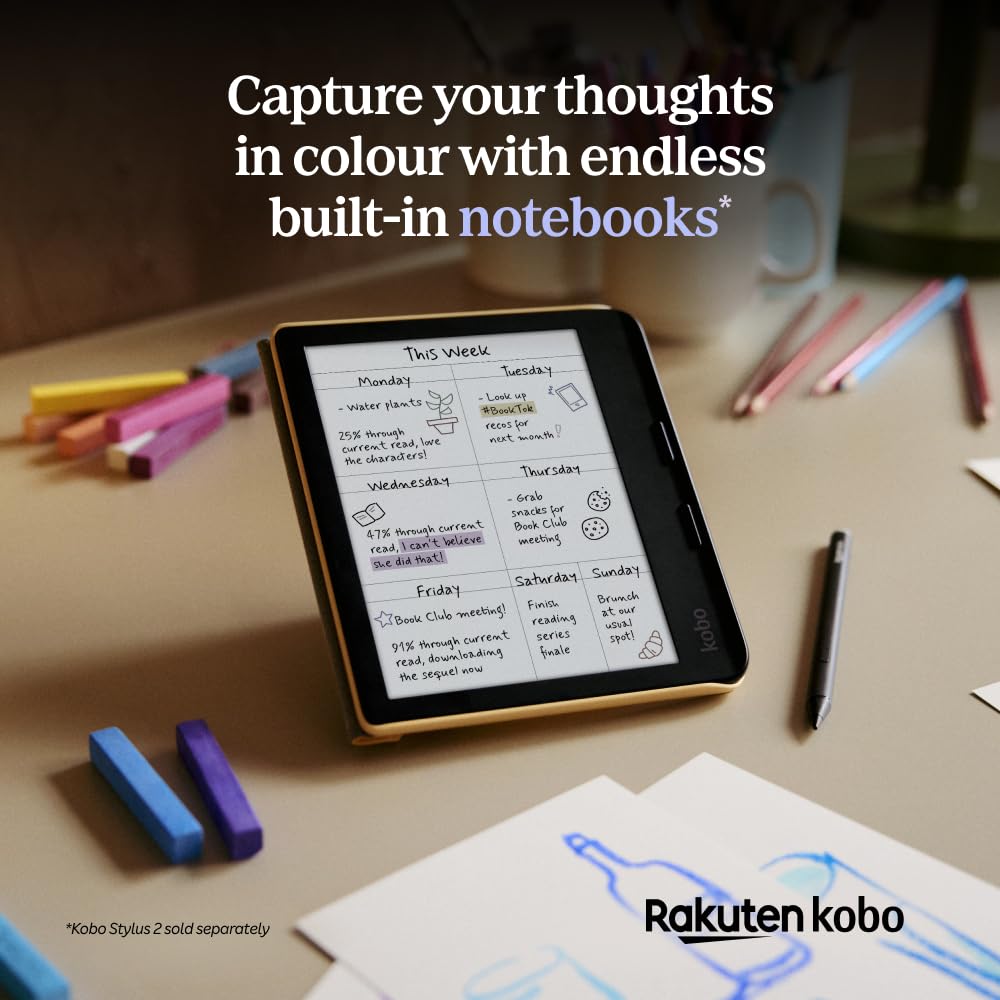 Capture your thoughts
in colour with endless
built-in notebooks*
This Week
Monday
- Water plants
25% through
current read, love
the characters!
Tuesday
- Look up
#BookTok
recos for
next month!
Wednesday
47% through current
read, I can't believe
she did that!
Thursday
- Grab
snacks for
Book Club
meeting
Friday
Book Club meeting!
91% through current
read, downloading
the sequel now
Saturday
Finish
reading
series
finale
Sunday
Brunch
at our
usual
spot!
kobo
*Kobo Stylus 2 sold separately
Rakuten kobo